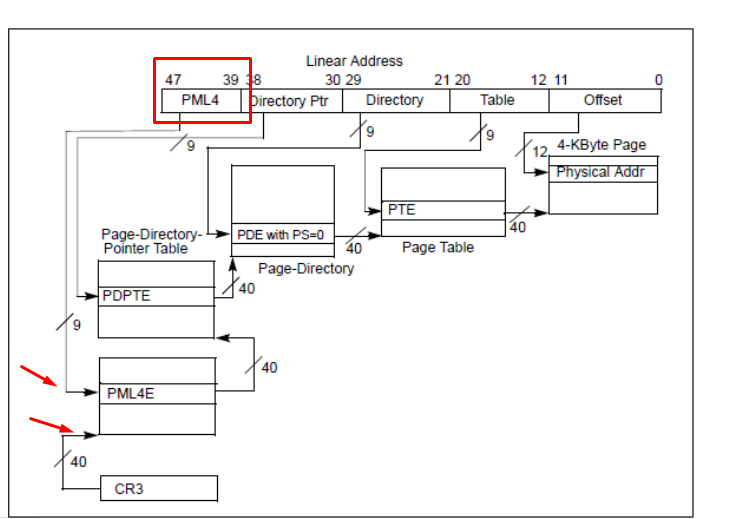 Linear Address
47 39 38 30 29 21 20 12 11 0
PML4 Directory Ptr Directory Table Offset
9 9 9 12 4-KByte Page
Physical Addr
PTE
40
Page-Directory-
Pointer Table
PDE with PS=0
40
Page Table
Page-Directory
PDPTE
40
9
40
PML4E
40
CR3